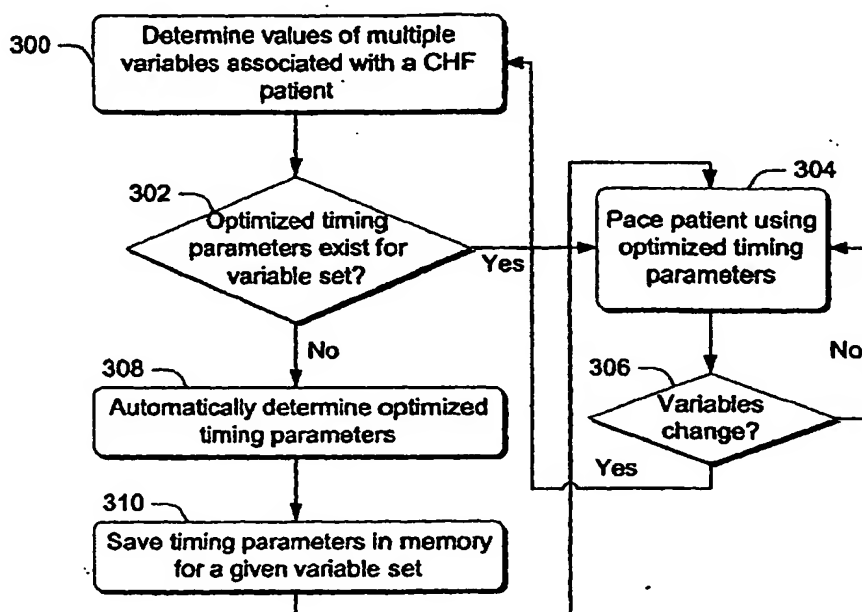 300
Determine values of multiple
variables associated with a CHF
patient
302
Optimized timing
parameters exist for
variable set?
Yes
No
304
Pace patient using
optimized timing
parameters
306
Variables
change?
No
Yes
308
Automatically determine optimized
timing parameters
310
Save timing parameters in memory
for a given variable set